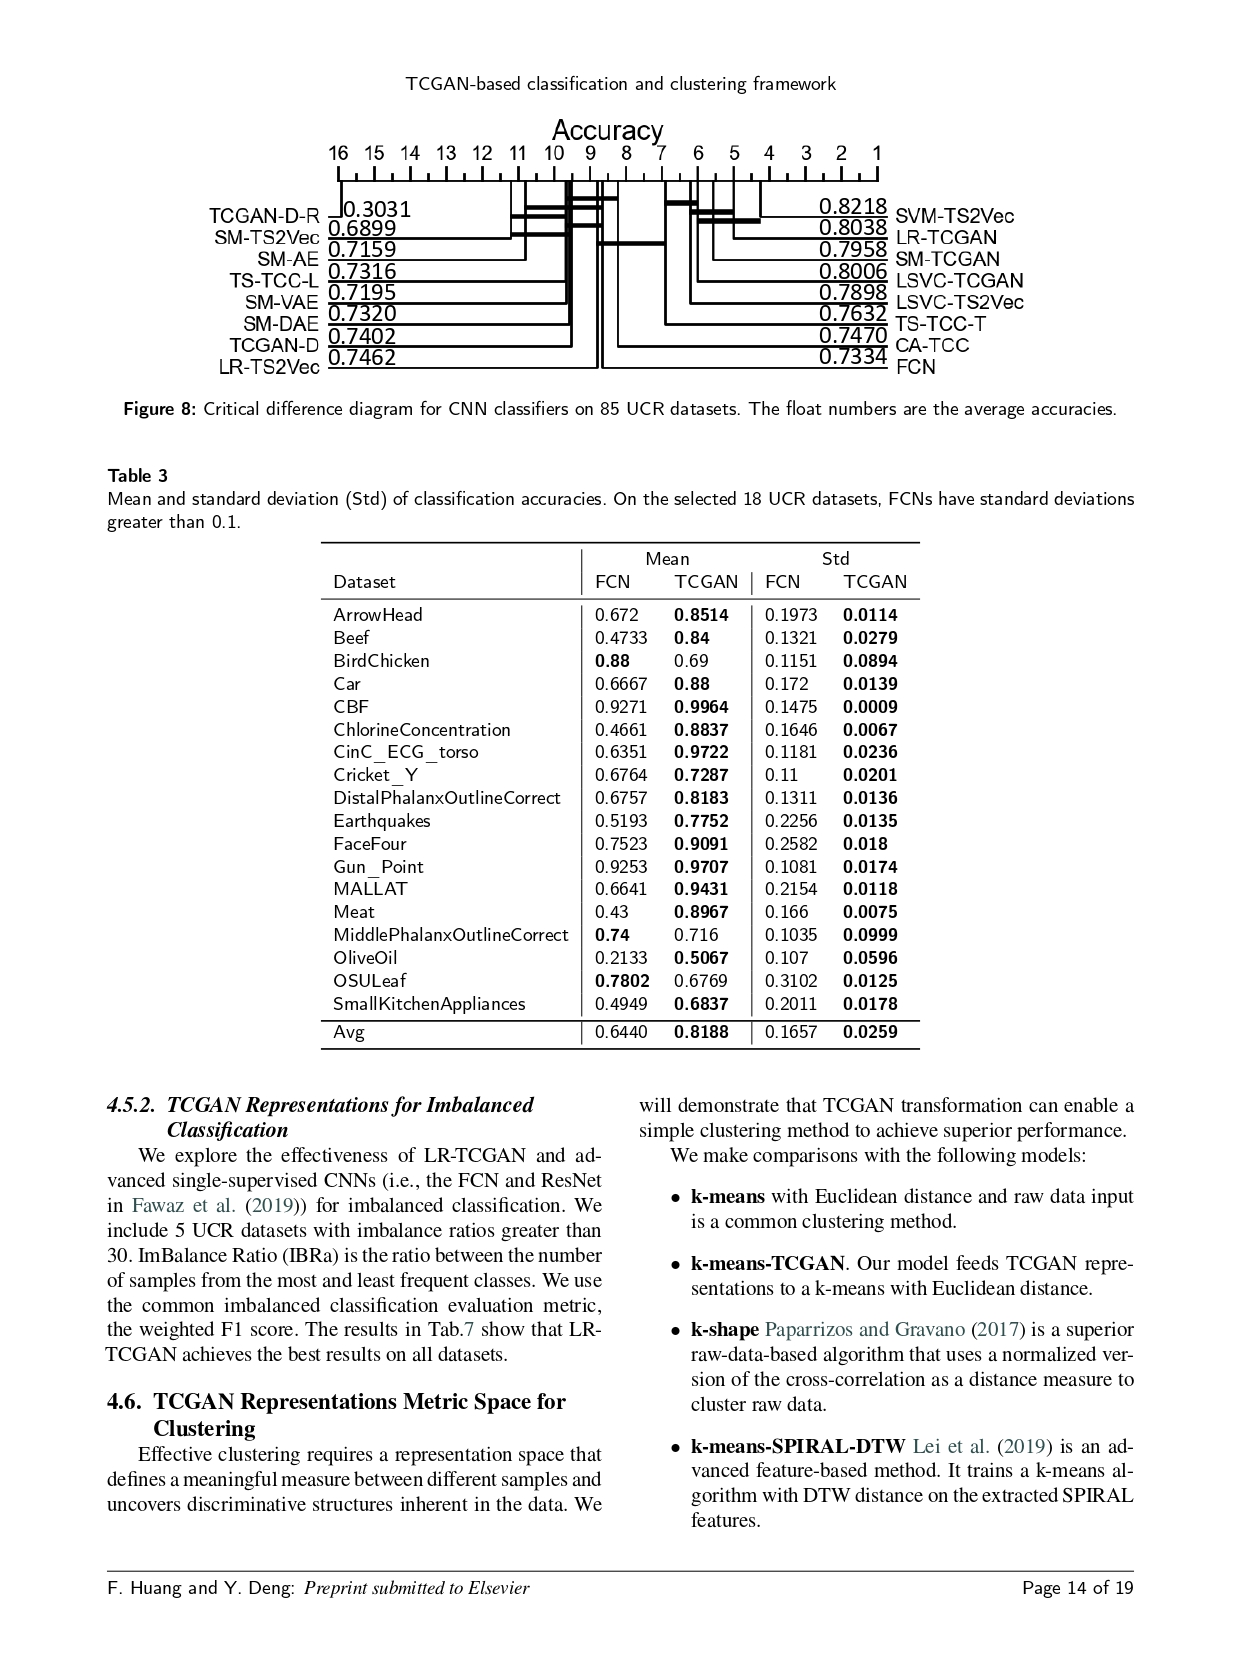 TCGAN-based classification and clustering framework
Accuracy
16 15 14 13 12 11 10 9 8 7 6 5 4 3 2 1
TCGAN-D-R 0.3031 0.8218 SVM-TS2Vec
SM-TS2Vec 0.6899 0.8038 LR-TCGAN
SM-AE 0.7159 0.7958 SM-TCGAN
TS-TCC-L 0.7316 0.8006 LSVC-TCGAN
SM-VAE 0.7195 0.7898 LSVC-TS2Vec
SM-DAE 0.7320 0.7632 TS-TCC-T
TCGAN-D 0.7402 0.7470 CA-TCC
LR-TS2Vec 0.7462 0.7334 FCN
Figure 8: Critical difference diagram for CNN classifiers on 85 UCR datasets. The float numbers are the average accuracies.
Table 3
Mean and standard deviation (Std) of classification accuracies. On the selected 18 UCR datasets, FCNs have standard deviations
greater than 0.1.
Mean Std
Dataset FCN TCGAN FCN TCGAN
ArrowHead 0.672 0.8514 0.1973 0.0114
Beef 0.4733 0.84 0.1321 0.0279
BirdChicken 0.88 0.69 0.1151 0.0894
Car 0.6667 0.88 0.172 0.0139
CBF 0.9271 0.9964 0.1475 0.0009
ChlorineConcentration 0.4661 0.8837 0.1646 0.0067
CinC_ECG_torso 0.6351 0.9722 0.1181 0.0236
Cricket_Y 0.6764 0.7287 0.11 0.0201
DistalPhalanxOutlineCorrect 0.6757 0.8183 0.1311 0.0136
Earthquakes 0.5193 0.7752 0.2256 0.0135
FaceFour 0.7523 0.9091 0.2582 0.018
Gun_Point 0.9253 0.9707 0.1081 0.0174
MALLAT 0.6641 0.9431 0.2154 0.0118
Meat 0.43 0.8967 0.166 0.0075
MiddlePhalanxOutlineCorrect 0.74 0.716 0.1035 0.0999
OliveOil 0.2133 0.5067 0.107 0.0596
OSULeaf 0.7802 0.6769 0.3102 0.0125
SmallKitchenAppliances 0.4949 0.6837 0.2011 0.0178
Avg 0.6440 0.8188 0.1657 0.0259
4.5.2. TCGAN Representations for Imbalanced
Classification
We explore the effectiveness of LR-TCGAN and ad-
vanced single-supervised CNNs (i.e., the FCN and ResNet
in Fawaz et al. (2019)) for imbalanced classification. We
include 5 UCR datasets with imbalance ratios greater than
30. ImBalance Ratio (IBRa) is the ratio between the number
of samples from the most and least frequent classes. We use
the common imbalanced classification evaluation metric,
the weighted F1 score. The results in Tab.7 show that LR-
TCGAN achieves the best results on all datasets.
4.6. TCGAN Representations Metric Space for
Clustering
Effective clustering requires a representation space that
defines a meaningful measure between different samples and
uncovers discriminative structures inherent in the data. We
will demonstrate that TCGAN transformation can enable a
simple clustering method to achieve superior performance.
We make comparisons with the following models:
• k-means with Euclidean distance and raw data input
is a common clustering method.
• k-means-TCGAN. Our model feeds TCGAN repre-
sentations to a k-means with Euclidean distance.
• k-shape Paparrizos and Gravano (2017) is a superior
raw-data-based algorithm that uses a normalized ver-
sion of the cross-correlation as a distance measure to
cluster raw data.
• k-means-SPIRAL-DTW Lei et al. (2019) is an ad-
vanced feature-based method. It trains a k-means al-
gorithm with DTW distance on the extracted SPIRAL
features.
F. Huang and Y. Deng: Preprint submitted to Elsevier Page 14 of 19